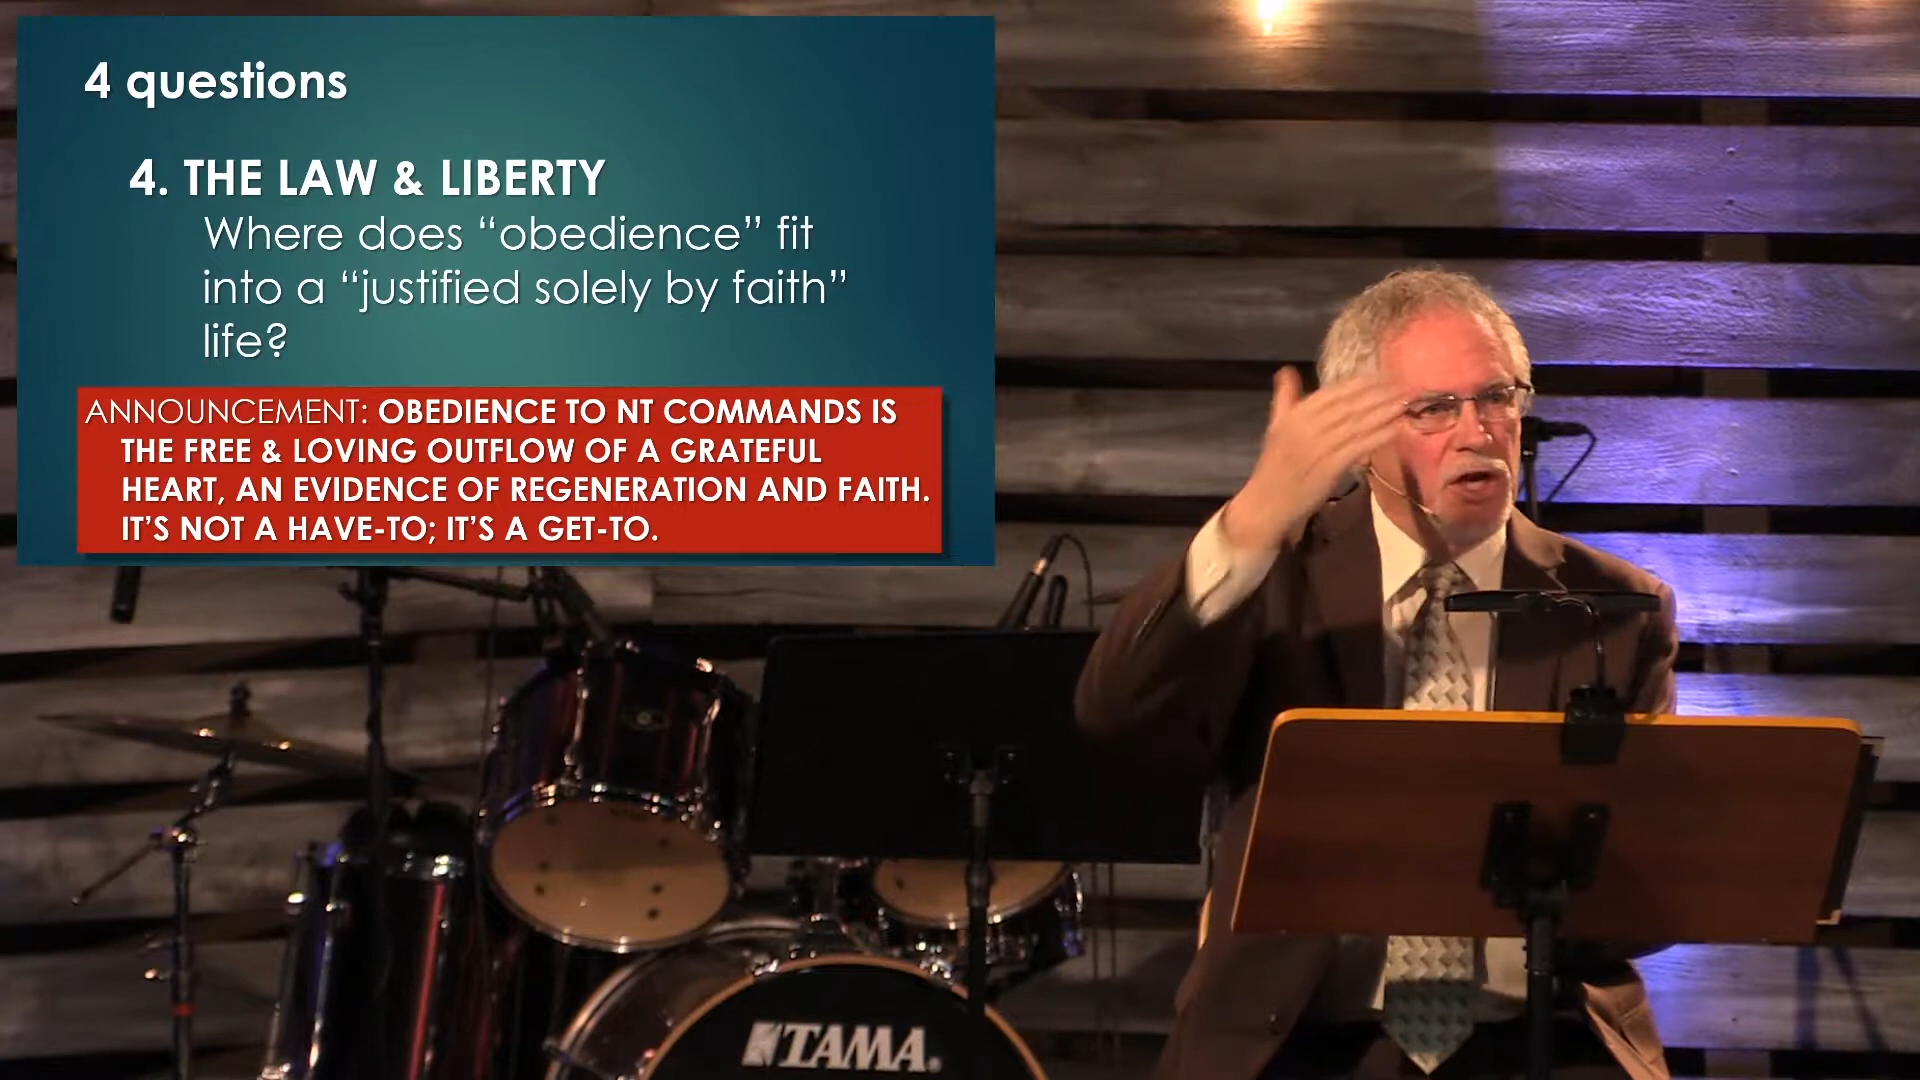 4 questions
4. THE LAW & LIBERTY
Where does “obedience” fit
into a “justified solely by faith”
life?
ANNOUNCEMENT: OBEDIENCE TO NT COMMANDS IS
THE FREE & LOVING OUTFLOW OF A GRATEFUL
HEART, AN EVIDENCE OF REGENERATION AND FAITH.
IT’S NOT A HAVE-TO; IT’S A GET-TO.
TAMA®